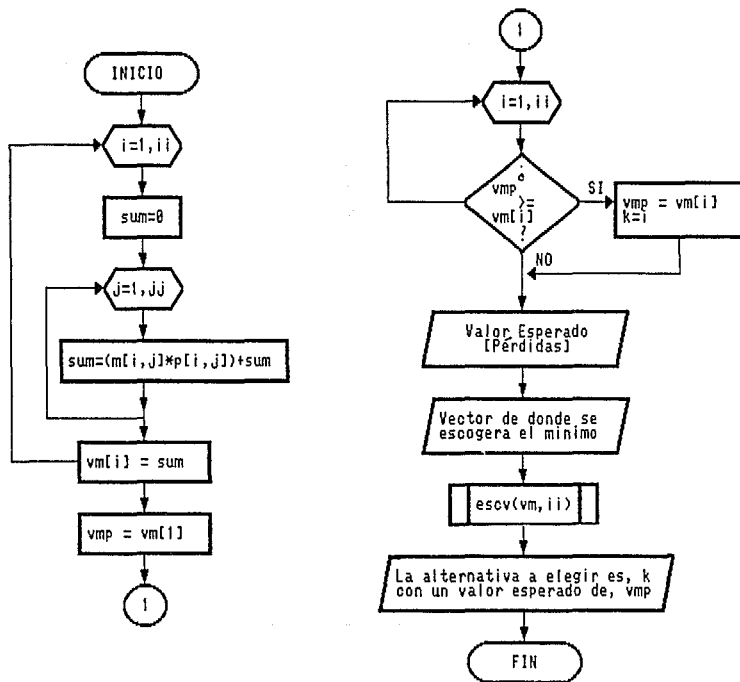 INICIO
i=1,ii
sum=0
j=1,jj
sum=(m[i,j]*p[i,j])+sum
vm[i] = sum
vmp = vm[1]
1
1
i=1,ii
¿
vmp
>=
vm[i]
?
SI
vmp = vm[i]
k=i
NO
Valor Esperado
[Pérdidas]
Vector de donde se
escogera el minimo
escv(vm,ii)
La alternativa a elegir es, k
con un valor esperado de, vmp
FIN